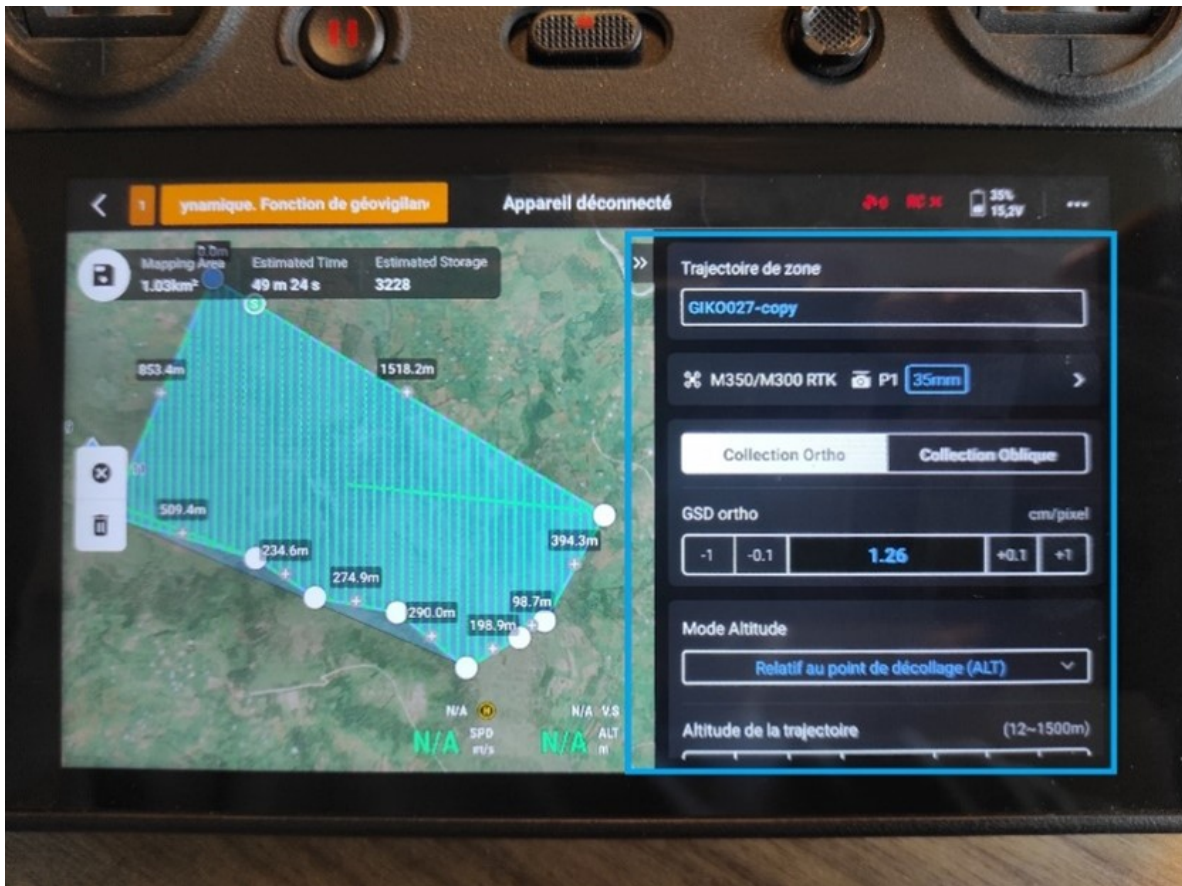 1 ynamique. Fonction de géovigilan
Appareil déconnecté
35%
15,2V
Mapping Area
1.03km²
Estimated Time
49 m 24 s
Estimated Storage
3228
0.0m
853.4m
1518.2m
509.4m
234.6m
274.9m
290.0m
198.9m
98.7m
394.3m
S
N/A H
N/A V.S
N/A SPD m/s
N/A ALT m
Trajectoire de zone
GIKO027-copy
M350/M300 RTK P1 35mm
Collection Ortho
Collection Oblique
GSD ortho
cm/pixel
-1 -0.1 1.26 +0.1 +1
Mode Altitude
Relatif au point de décollage (ALT)
Altitude de la trajectoire
(12~1500m)